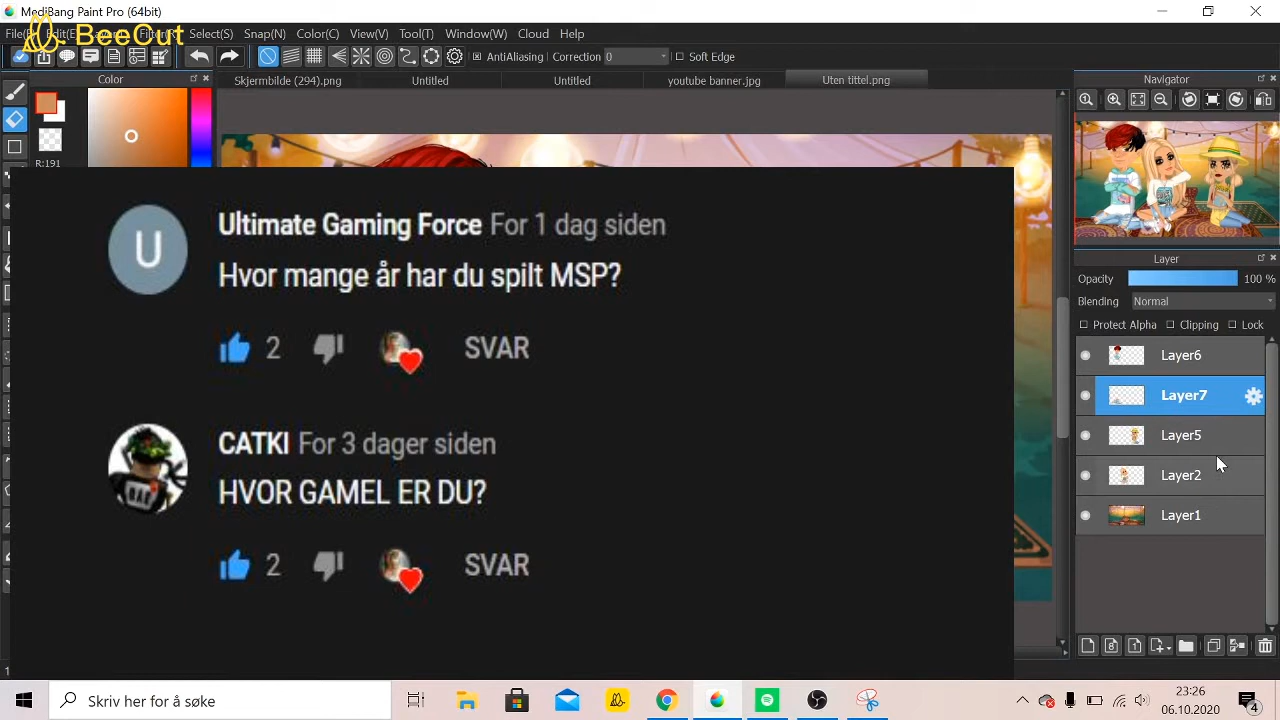 MediBang Paint Pro (64bit)
BeeCut
File(F) Edit(E) Filter(F) Select(S) Snap(N) Color(C) View(V) Tool(T) Window(W) Cloud Help
AntiAliasing Correction 0 Soft Edge
Color
Skjermbilde (294).png Untitled Untitled youtube banner.jpg Uten tittel.png
Navigator
R:191
Ultimate Gaming Force For 1 dag siden
Hvor mange år har du spilt MSP?
2 SVAR
CATKI For 3 dager siden
HVOR GAMEL ER DU?
2 SVAR
Layer
Opacity 100 %
Blending Normal
Protect Alpha Clipping Lock
Layer6
Layer7
Layer5
Layer2
Layer1
Skriv her for å søke
23:26
06.10.2020
4